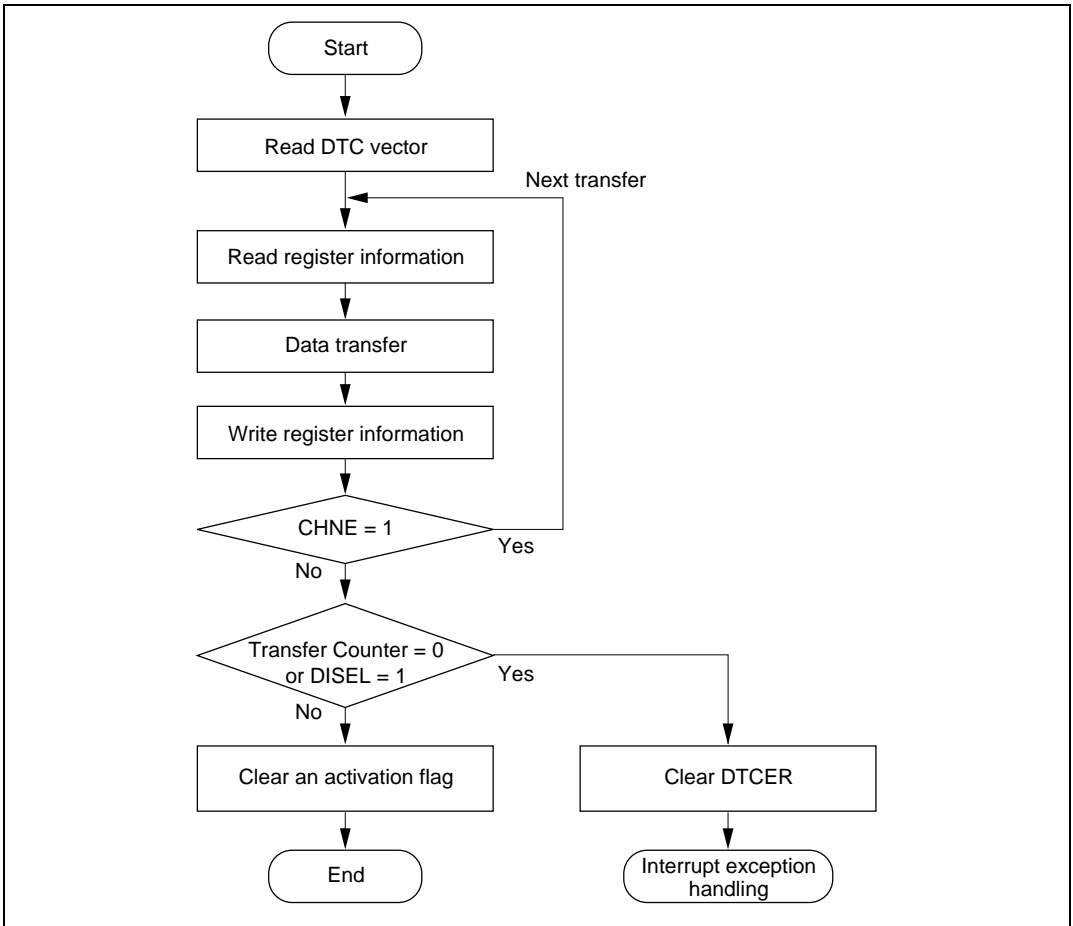 Start
Read DTC vector
Next transfer
Read register information
Data transfer
Write register information
CHNE = 1
Yes
No
Transfer Counter = 0
or DISEL = 1
Yes
No
Clear an activation flag
Clear DTCER
End
Interrupt exception
handling